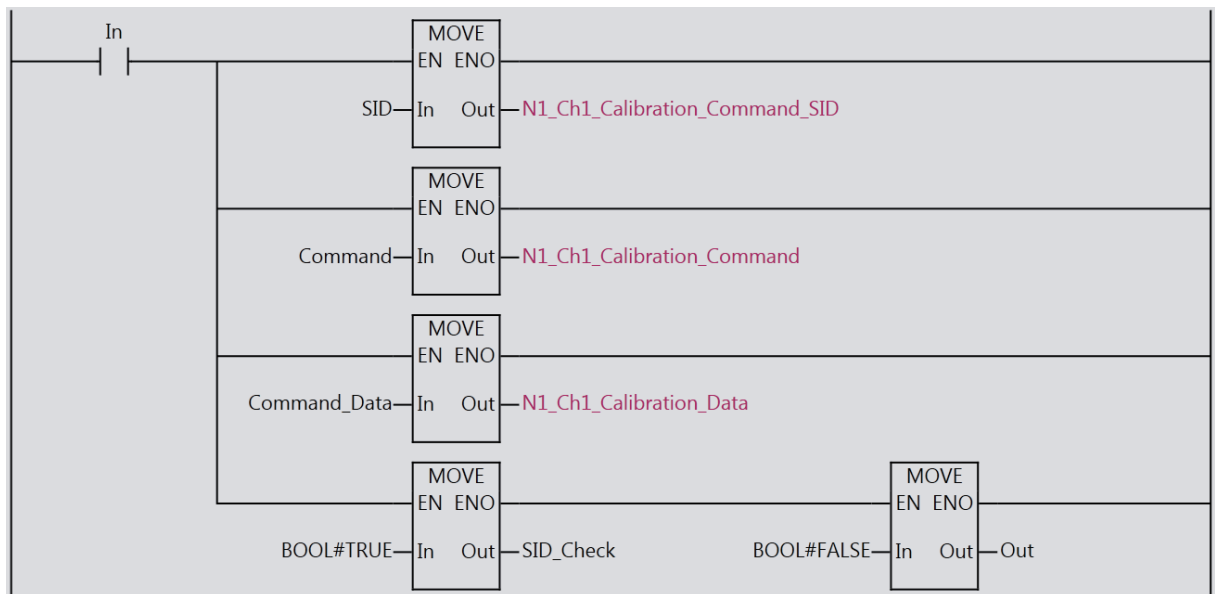 In
MOVE
EN ENO
SID In Out N1_Ch1_Calibration_Command_SID
MOVE
EN ENO
Command In Out N1_Ch1_Calibration_Command
MOVE
EN ENO
Command_Data In Out N1_Ch1_Calibration_Data
MOVE MOVE
EN ENO EN ENO
BOOL#TRUE In Out SID_Check BOOL#FALSE In Out Out